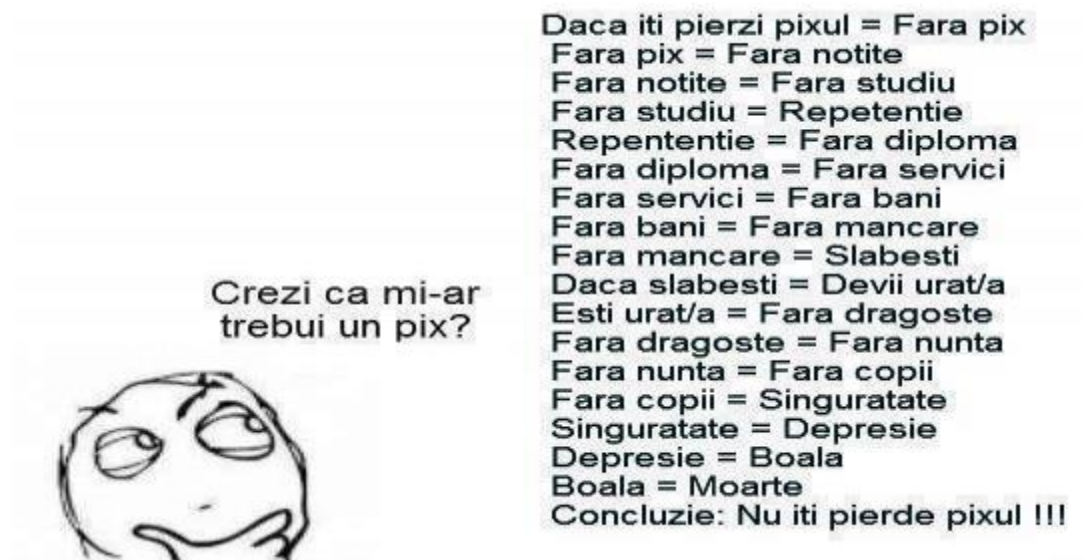 Daca iti pierzi pixul = Fara pix
Fara pix = Fara notite
Fara notite = Fara studiu
Fara studiu = Repetentie
Repententie = Fara diploma
Fara diploma = Fara servici
Fara servici = Fara bani
Fara bani = Fara mancare
Fara mancare = Slabesti
Daca slabesti = Devii urat/a
Esti urat/a = Fara dragoste
Fara dragoste = Fara nunta
Fara nunta = Fara copii
Fara copii = Singuratate
Singuratate = Depresie
Depresie = Boala
Boala = Moarte
Concluzie: Nu iti pierde pixul !!!
Crezi ca mi-ar
trebui un pix?